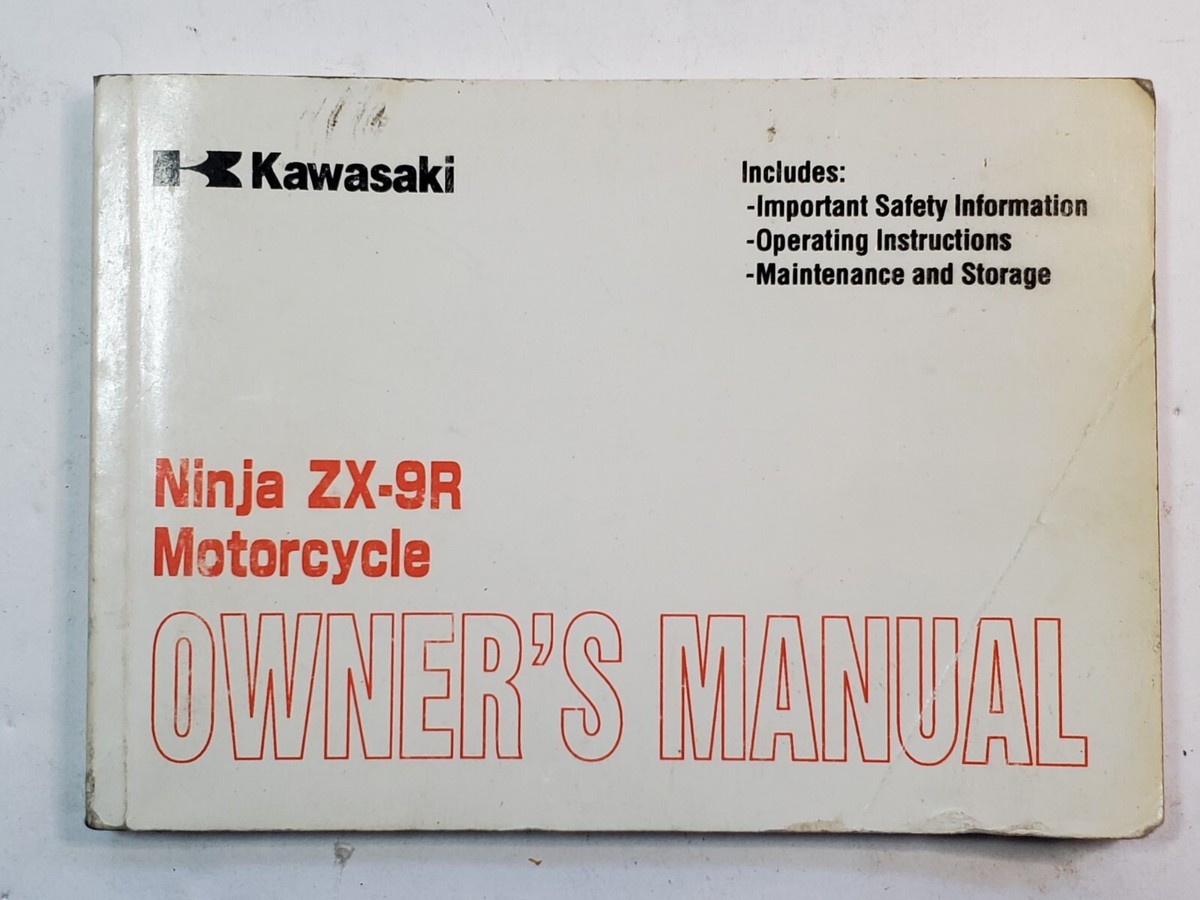 Kawasaki
Includes:
-Important Safety Information
-Operating Instructions
-Maintenance and Storage
Ninja ZX-9R
Motorcycle
OWNER'S MANUAL